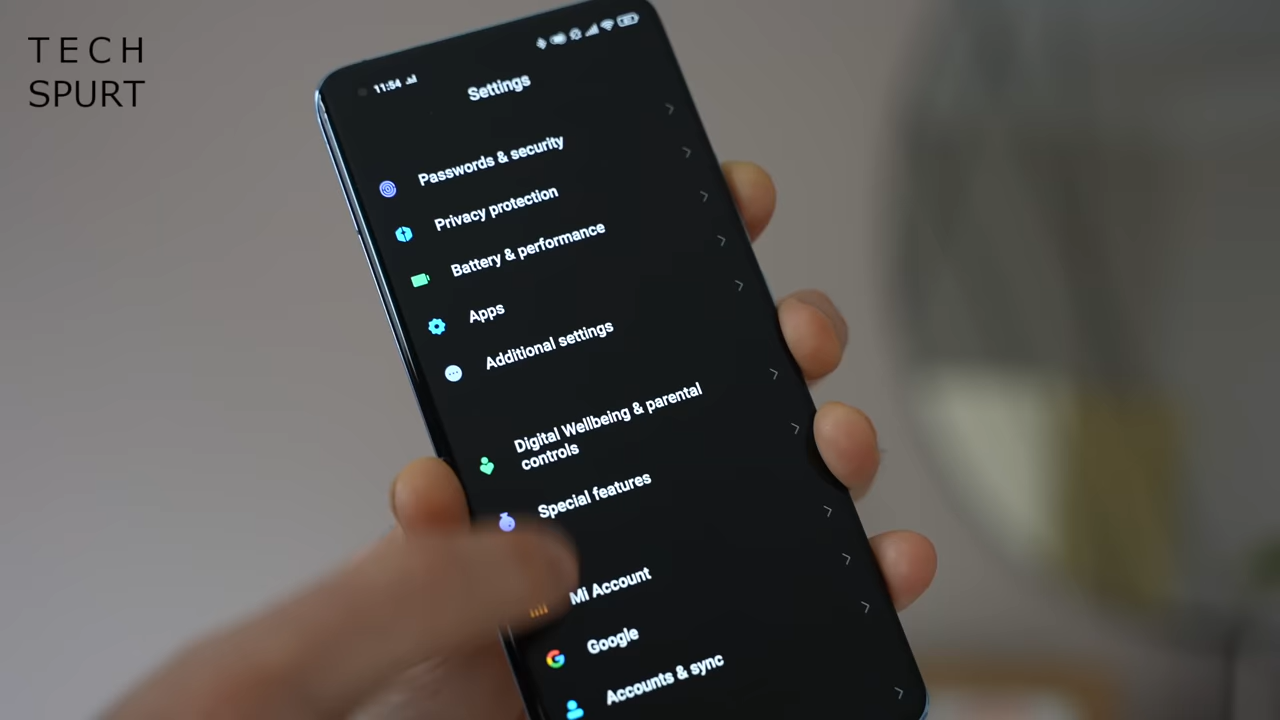 TECH
SPURT
11:54
Settings
Passwords & security
Privacy protection
Battery & performance
Apps
Additional settings
Digital Wellbeing & parental
controls
Special features
Mi Account
Google
Accounts & sync